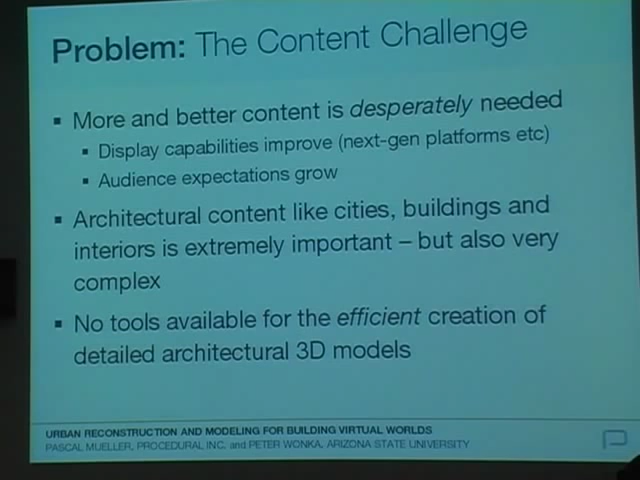 Problem: The Content Challenge
▪ More and better content is desperately needed
▪ Display capabilities improve (next-gen platforms etc)
▪ Audience expectations grow
▪ Architectural content like cities, buildings and
interiors is extremely important – but also very
complex
▪ No tools available for the efficient creation of
detailed architectural 3D models
URBAN RECONSTRUCTION AND MODELING FOR BUILDING VIRTUAL WORLDS
PASCAL MUELLER, PROCEDURAL INC. and PETER WONKA, ARIZONA STATE UNIVERSITY